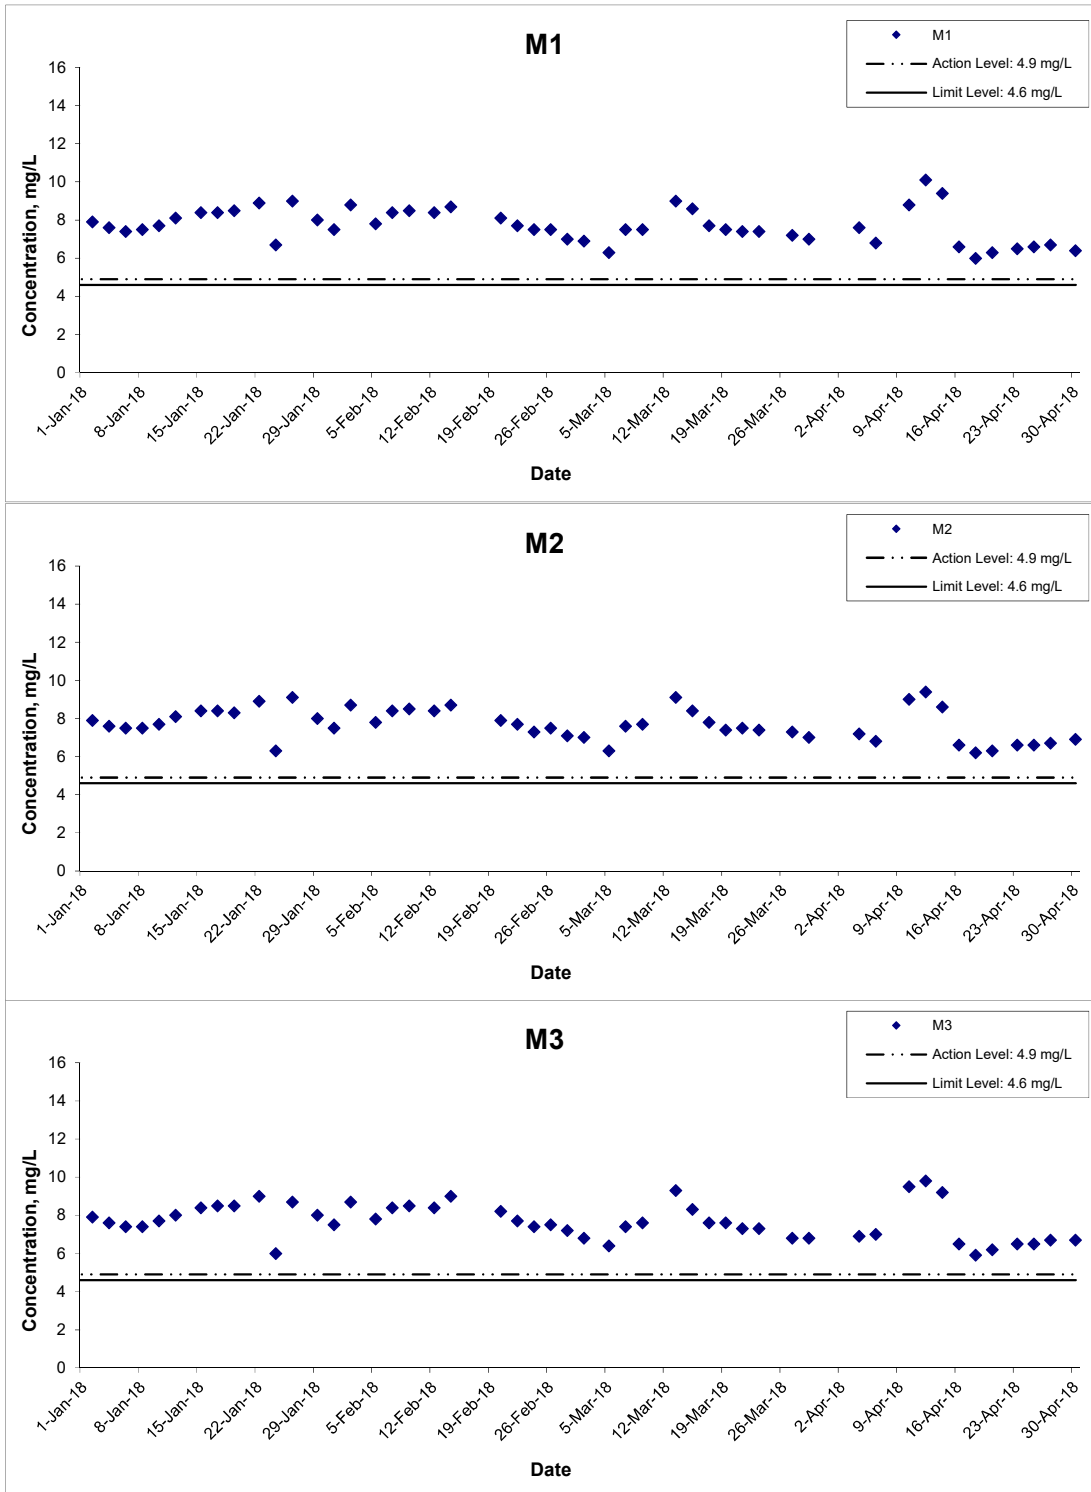 M1
M1
Action Level: 4.9 mg/L
Limit Level: 4.6 mg/L
Concentration, mg/L
16
14
12
10
8
6
4
2
0
1-Jan-18 8-Jan-18 15-Jan-18 22-Jan-18 29-Jan-18 5-Feb-18 12-Feb-18 19-Feb-18 26-Feb-18 5-Mar-18 12-Mar-18 19-Mar-18 26-Mar-18 2-Apr-18 9-Apr-18 16-Apr-18 23-Apr-18 30-Apr-18
Date
M2
M2
Action Level: 4.9 mg/L
Limit Level: 4.6 mg/L
Concentration, mg/L
16
14
12
10
8
6
4
2
0
1-Jan-18 8-Jan-18 15-Jan-18 22-Jan-18 29-Jan-18 5-Feb-18 12-Feb-18 19-Feb-18 26-Feb-18 5-Mar-18 12-Mar-18 19-Mar-18 26-Mar-18 2-Apr-18 9-Apr-18 16-Apr-18 23-Apr-18 30-Apr-18
Date
M3
M3
Action Level: 4.9 mg/L
Limit Level: 4.6 mg/L
Concentration, mg/L
16
14
12
10
8
6
4
2
0
1-Jan-18 8-Jan-18 15-Jan-18 22-Jan-18 29-Jan-18 5-Feb-18 12-Feb-18 19-Feb-18 26-Feb-18 5-Mar-18 12-Mar-18 19-Mar-18 26-Mar-18 2-Apr-18 9-Apr-18 16-Apr-18 23-Apr-18 30-Apr-18
Date